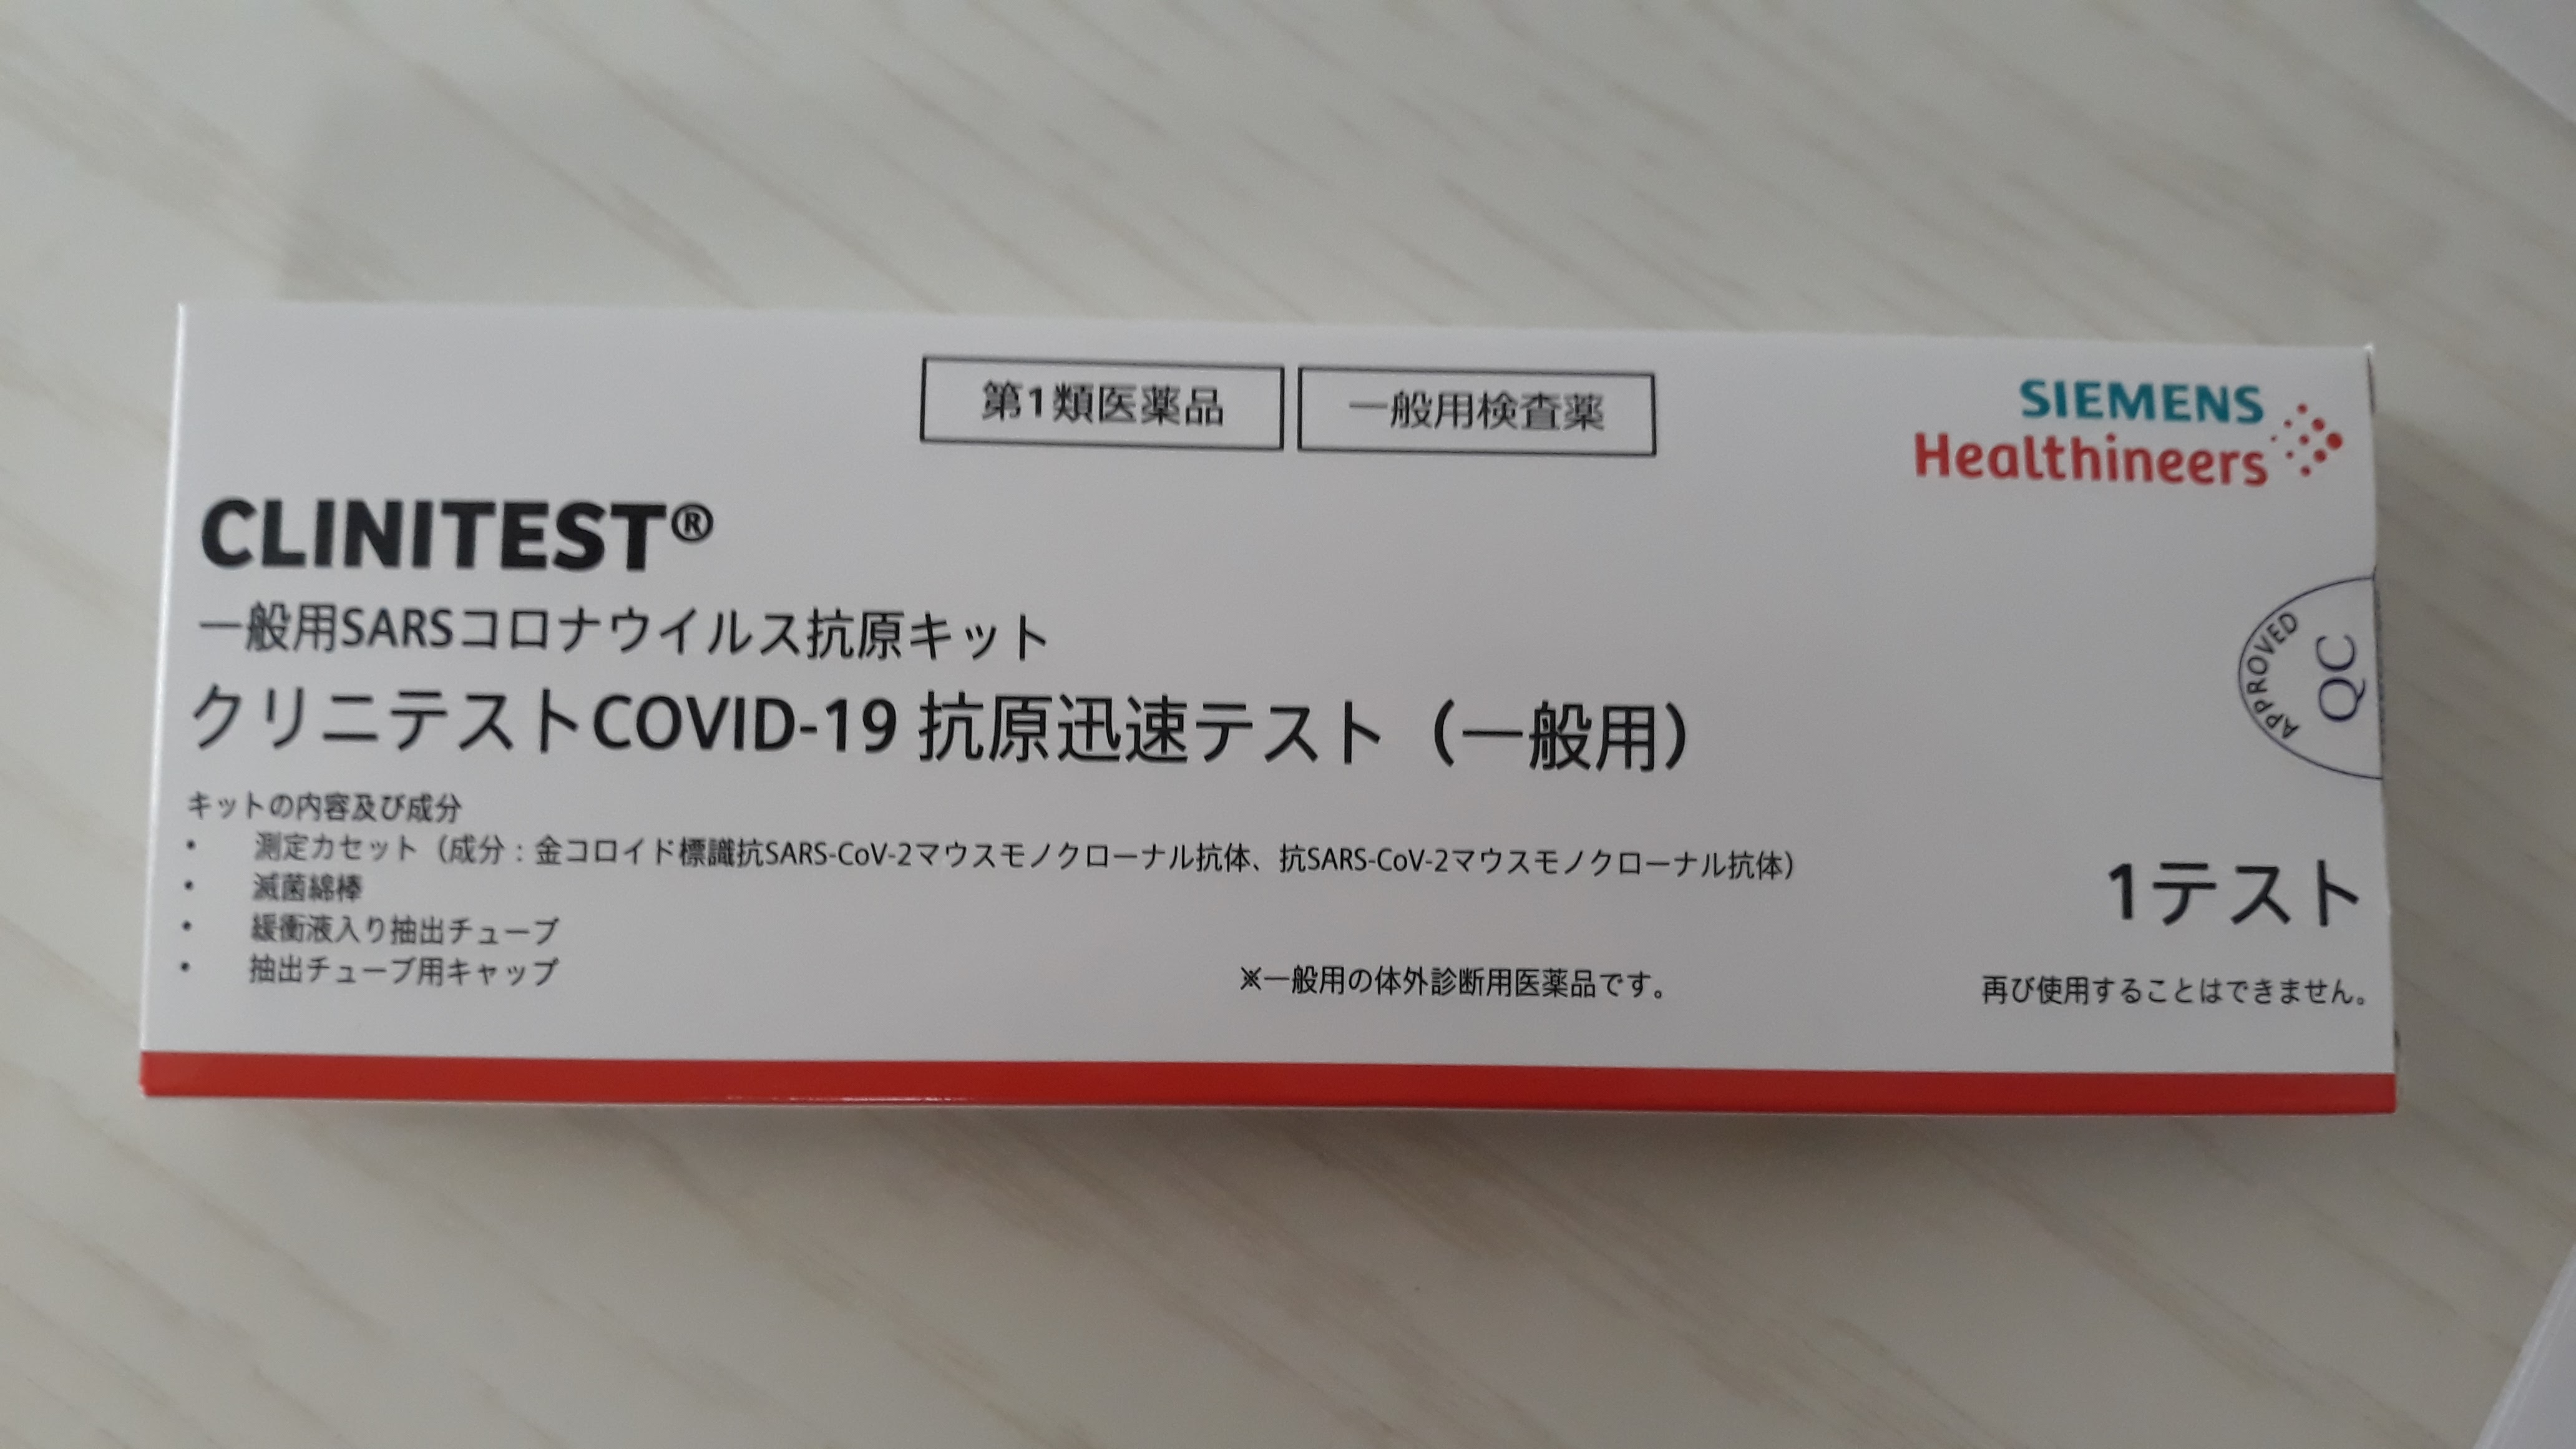 第1類医薬品
一般用検査薬
SIEMENS
Healthineers
CLINITEST®
一般用SARSコロナウイルス抗原キット
クリニテストCOVID-19 抗原迅速テスト（一般用）
APPROVED
QC
キットの内容及び成分
• 測定カセット（成分：金コロイド標識抗SARS-CoV-2マウスモノクローナル抗体、抗SARS-CoV-2マウスモノクローナル抗体）
• 滅菌綿棒
• 緩衝液入り抽出チューブ
• 抽出チューブ用キャップ
1テスト
※一般用の体外診断用医薬品です。
再び使用することはできません。